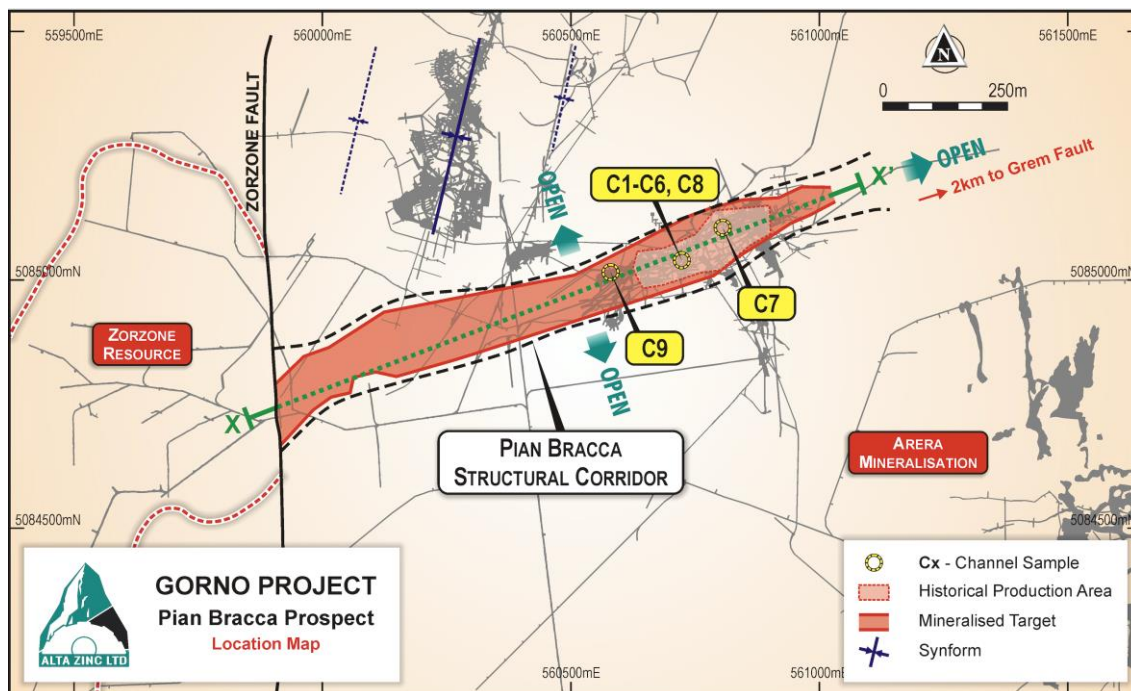 559500mE
560000mE
560500mE
561000mE
561500mE
N
0
250m
ZORZONE FAULT
OPEN
X'
OPEN
2km to Grem Fault
C1-C6, C8
5085000mN
5085000mN
C7
C9
ZORZONE
RESOURCE
OPEN
X
PIAN BRACCA
STRUCTURAL CORRIDOR
ARERA
MINERALISATION
5084500mN
5084500mN
GORNO PROJECT
Pian Bracca Prospect
Location Map
ALTA ZINC LTD
Cx - Channel Sample
Historical Production Area
Mineralised Target
Synform
560500mE
561000mE